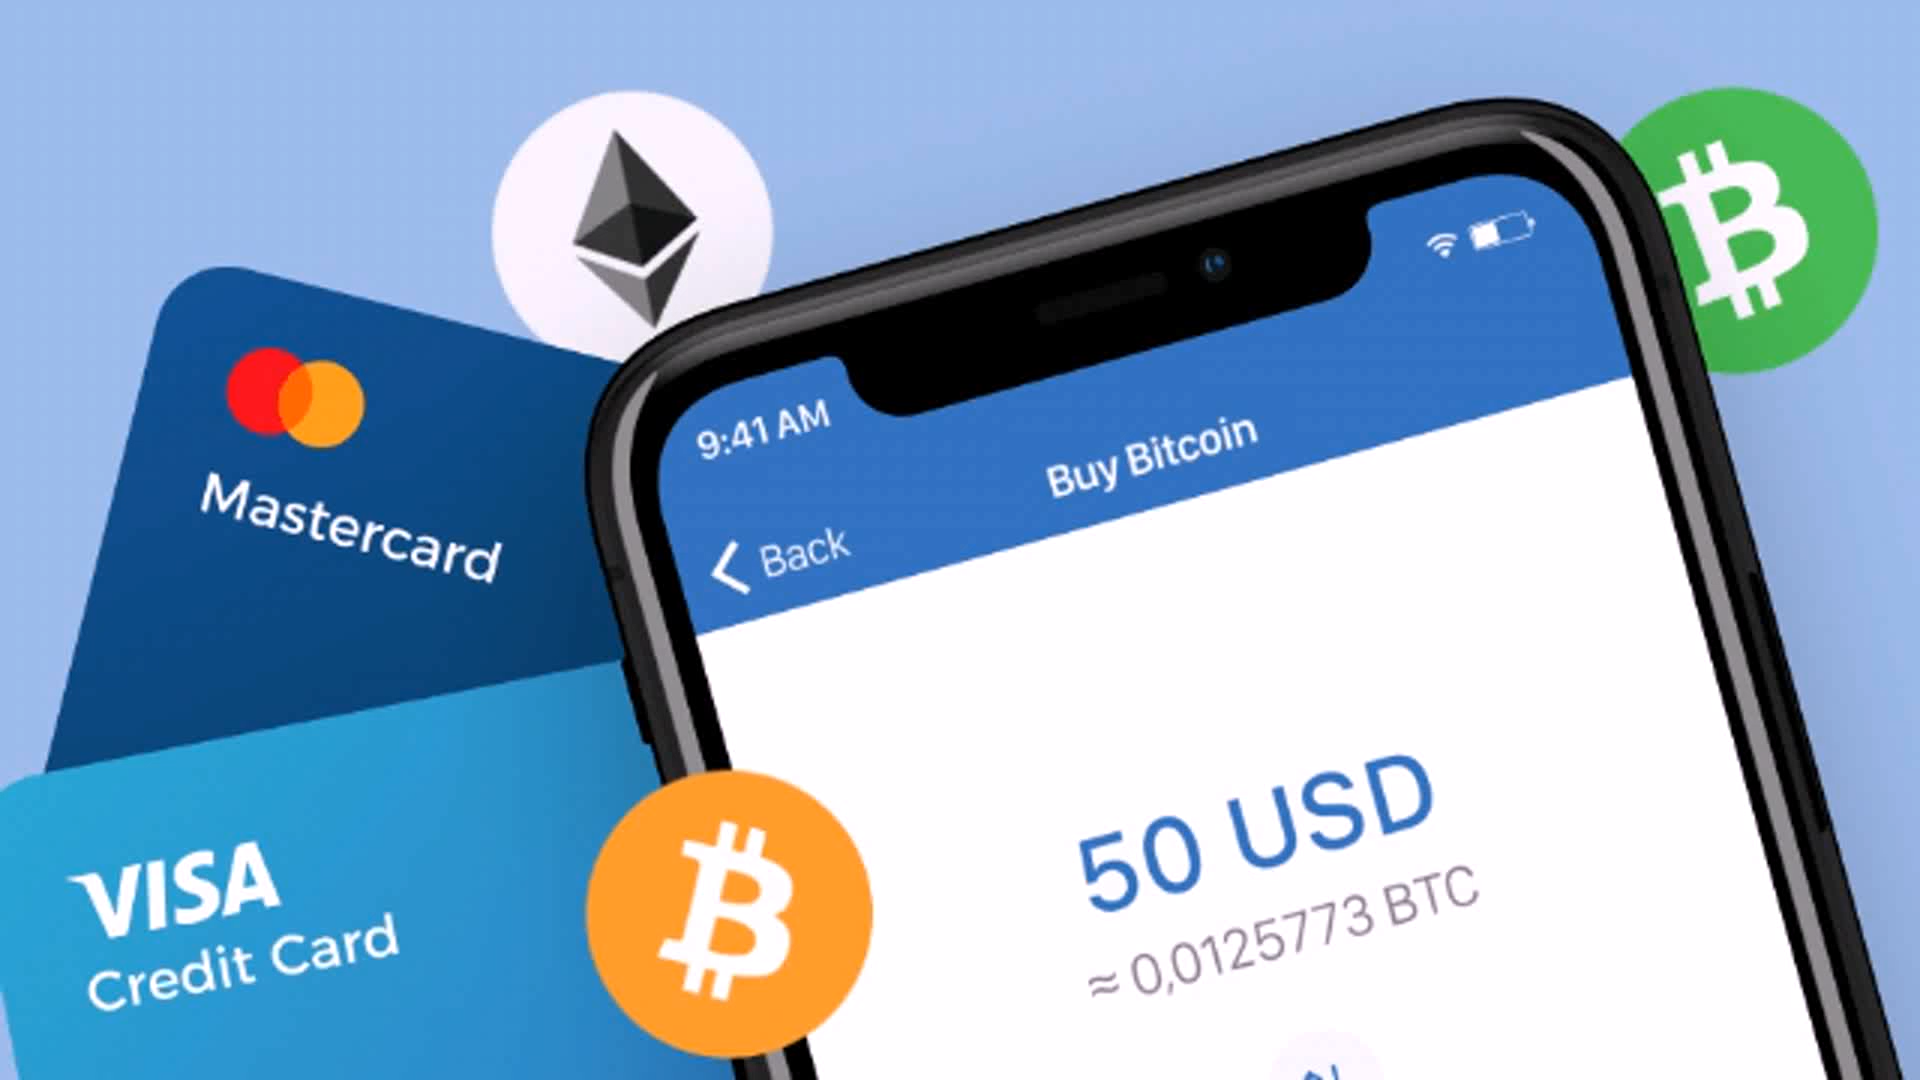 Mastercard
VISA
Credit Card
9:41 AM
Buy Bitcoin
Back
50 USD
≈ 0,0125773 BTC